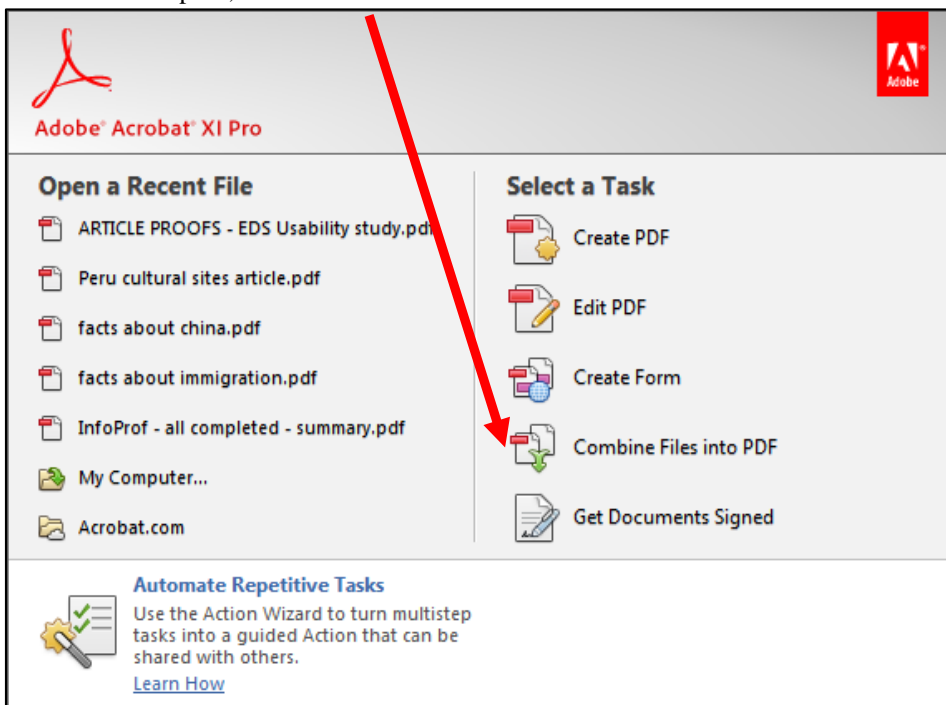 Adobe
Adobe® Acrobat® XI Pro
Open a Recent File
ARTICLE PROOFS - EDS Usability study.pdf
Peru cultural sites article.pdf
facts about china.pdf
facts about immigration.pdf
InfoProf - all completed - summary.pdf
My Computer...
Acrobat.com
Select a Task
Create PDF
Edit PDF
Create Form
Combine Files into PDF
Get Documents Signed
Automate Repetitive Tasks
Use the Action Wizard to turn multistep
tasks into a guided Action that can be
shared with others.
Learn How